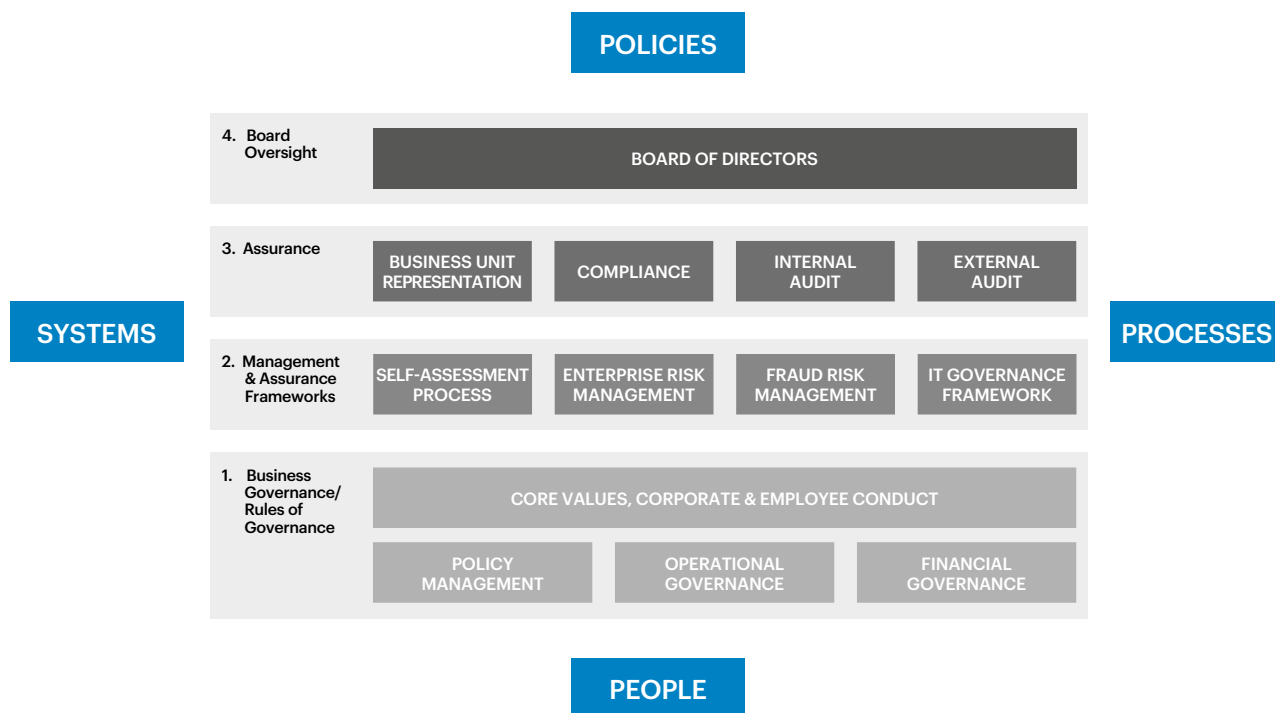 POLICIES
4. Board
Oversight
BOARD OF DIRECTORS
3. Assurance
BUSINESS UNIT
REPRESENTATION
COMPLIANCE
INTERNAL
AUDIT
EXTERNAL
AUDIT
SYSTEMS
PROCESSES
2. Management
& Assurance
Frameworks
SELF-ASSESSMENT
PROCESS
ENTERPRISE RISK
MANAGEMENT
FRAUD RISK
MANAGEMENT
IT GOVERNANCE
FRAMEWORK
1. Business
Governance/
Rules of
Governance
CORE VALUES, CORPORATE & EMPLOYEE CONDUCT
POLICY
MANAGEMENT
OPERATIONAL
GOVERNANCE
FINANCIAL
GOVERNANCE
PEOPLE